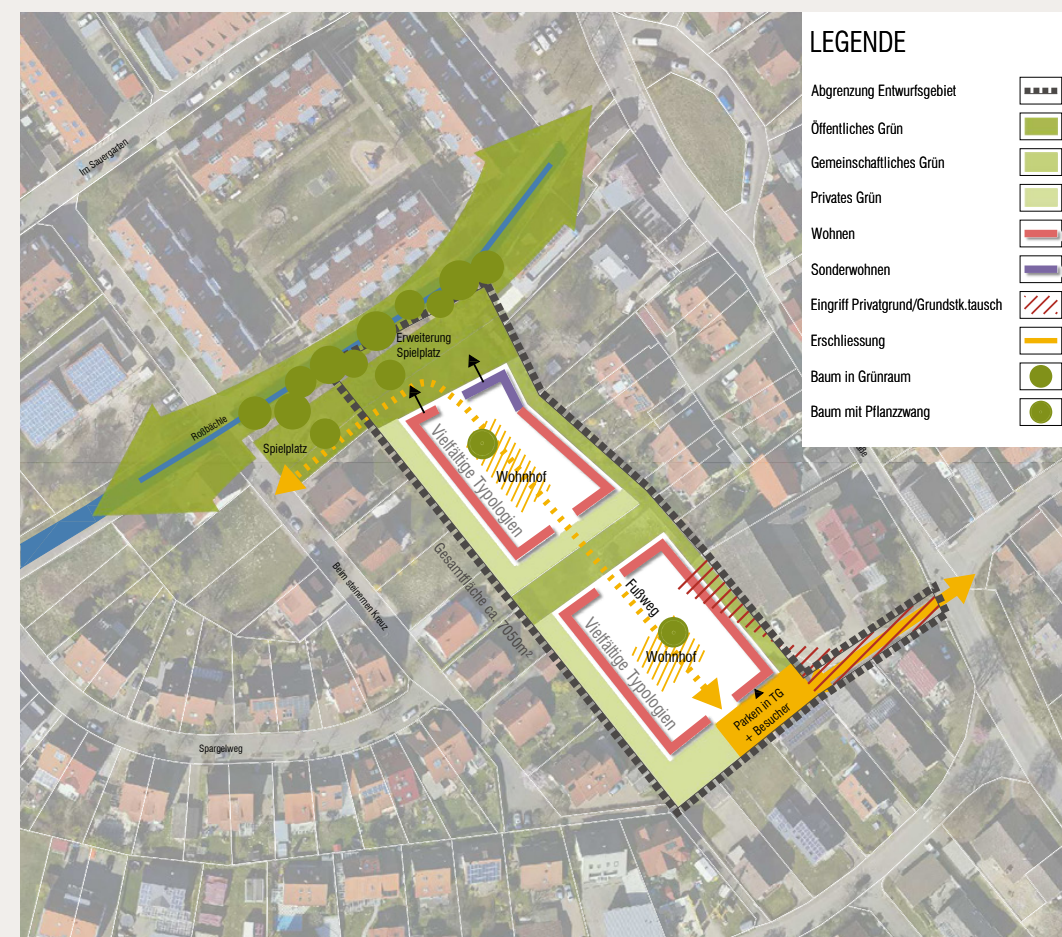 LEGENDE
Abgrenzung Entwurfsgebiet
Öffentliches Grün
Gemeinschaftliches Grün
Privates Grün
Wohnen
Sonderwohnen
Eingriff Privatgrund/Grundstk.tausch
Erschliessung
Baum in Grünraum
Baum mit Pflanzzwang
Im Sauergarten
Erweiterung
Spielplatz
Roßbächle
Spielplatz
Vielfältige Typologien
Wohnhof
Gesamtfläche ca. 7050m²
Beim steinernen Kreuz
Fußweg
Vielfältige Typologien
Wohnhof
Parken in TG
+ Besucher
Spargelweg